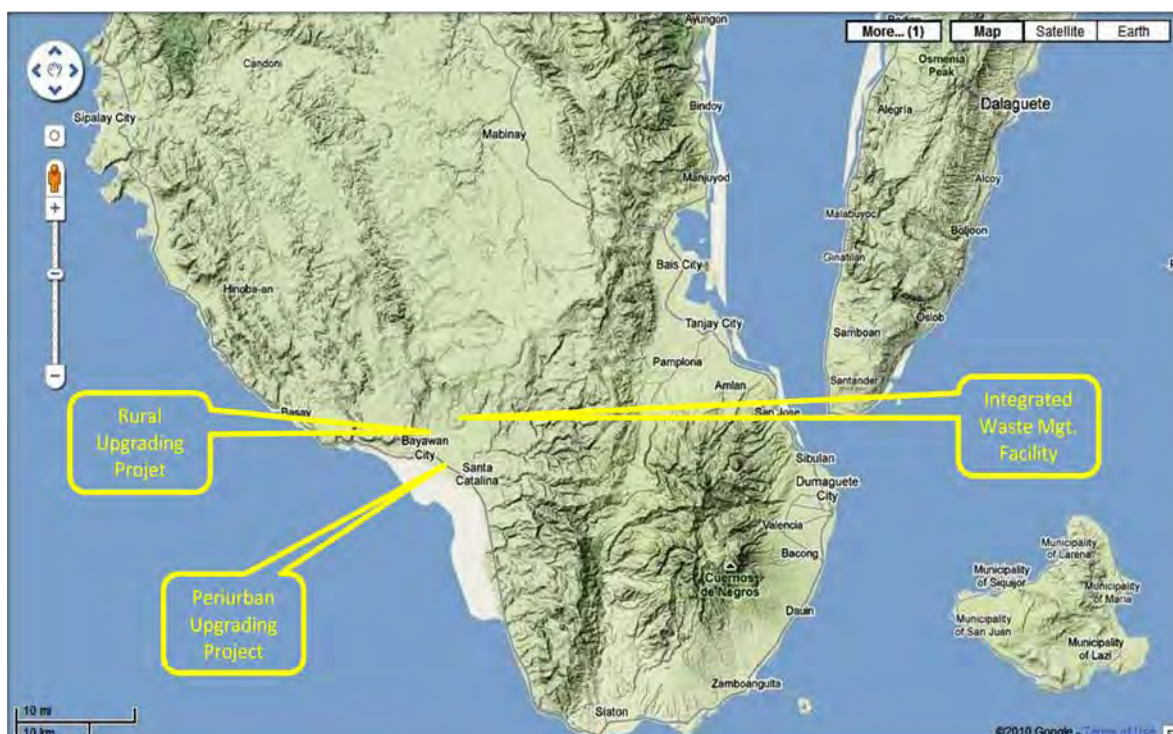 Ayungon
More... (1)
Map
Satellite
Earth
Candoni
Osmenia
Peak
Sipalay City
Bindoy
Alegria
Dalaguete
Mabinay
Manjuyod
Alcoy
Malabuyoc
Boljoon
Ginatilan
Bais City
Hinoba-an
Oslob
Tanjay City
Samboan
Pamplona
Amlan
Santander
Basay
San Jose
Rural
Upgrading
Projet
Integrated
Waste Mgt.
Facility
Bayawan
City
Santa
Catalina
Sibulan
Dumaguete
City
Valencia
Bacong
Municipality
of Larena
Cuernos
de Negros
Municipality
of Siquijor
Municipality
of Maria
Periurban
Upgrading
Project
Dauin
Municipality
of San Juan
Municipality
of Lazi
Zamboanguita
Siaton
10 mi
10 km
©2010 Google - Terms of Use